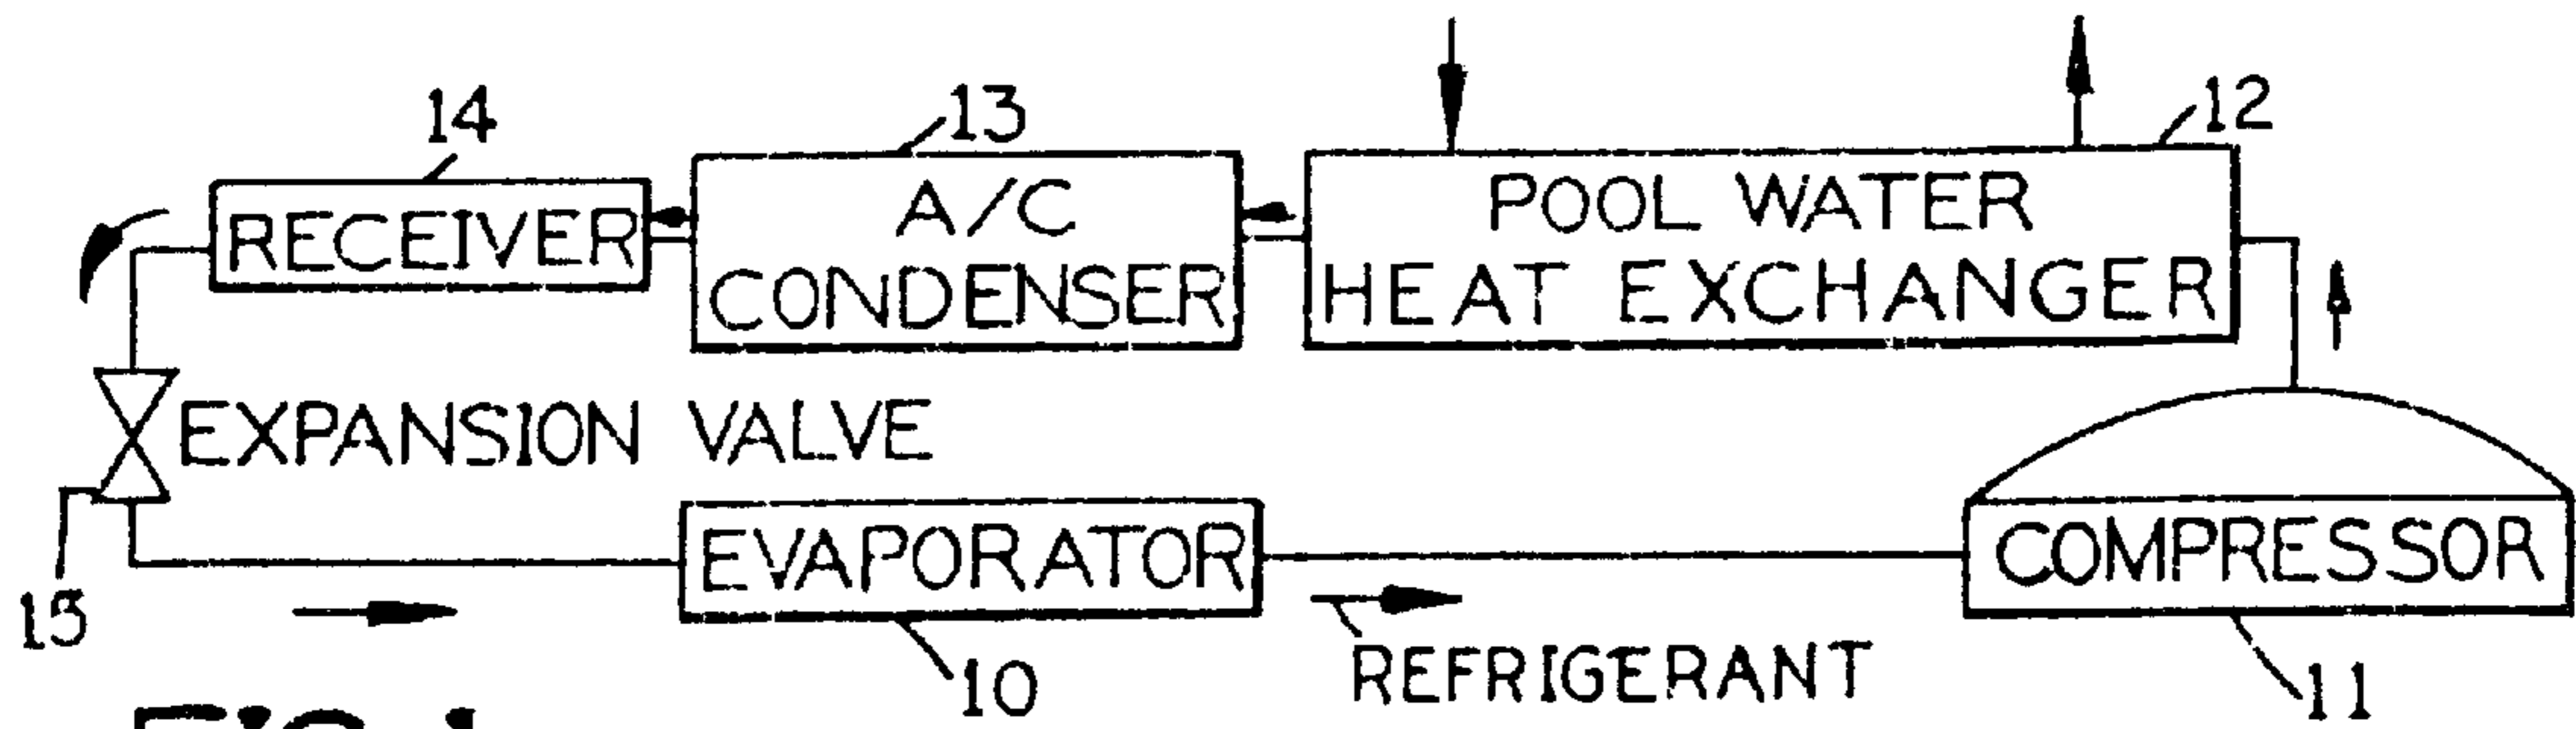 14
13
12
RECEIVER
A/C
CONDENSER
POOL WATER
HEAT EXCHANGER
EXPANSION VALVE
15
EVAPORATOR
COMPRESSOR
10
REFRIGERANT
11